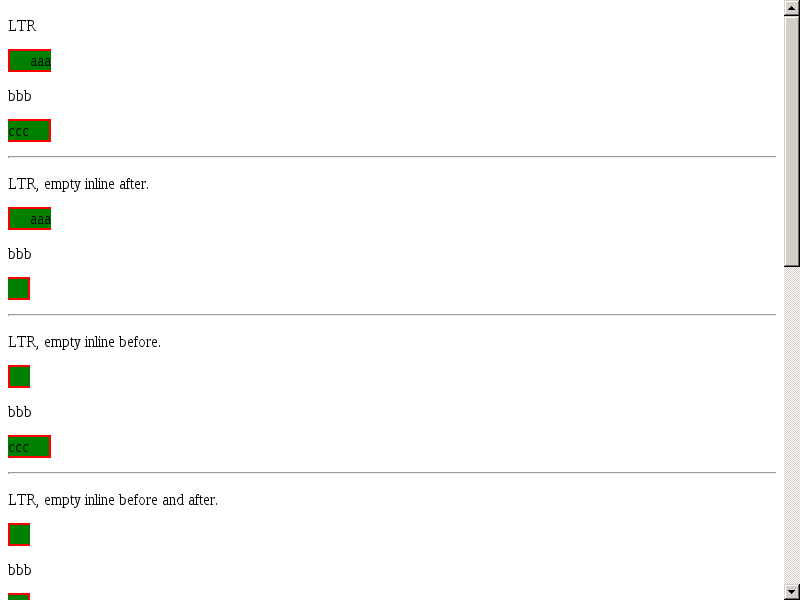 LTR
aaa
bbb
ccc
LTR, empty inline after.
aaa
bbb
LTR, empty inline before.
bbb
ccc
LTR, empty inline before and after.
bbb